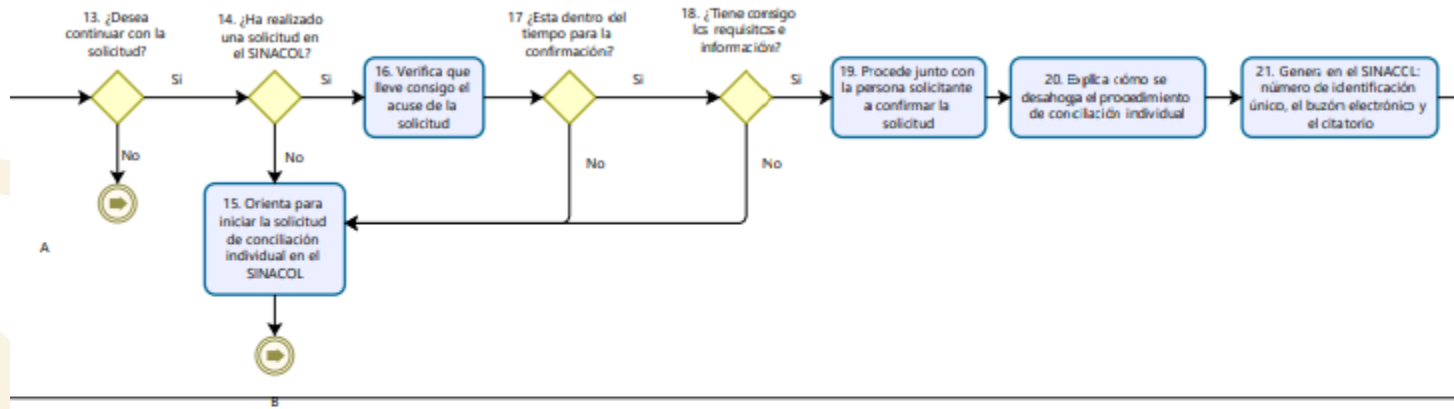 13. ¿Desea
continuar con la
solicitud?
Si
No
A
14. ¿Ha realizado
una solicitud en
el SINACOL?
Si
No
15. Orienta para
iniciar la solicitud
de conciliación
individual en el
SINACOL
B
16. Verifica que
lleve consigo el
acuse de la
solicitud
17 ¿Esta dentro del
tiempo para la
confirmación?
Si
No
18. ¿Tiene consigo
los requisitos e
información?
Si
No
19. Procede junto con
la persona solicitante
a confirmar la
solicitud
20. Explica cómo se
desahoga el procedimiento
de conciliación individual
21. Genera en el SINACOL:
número de identificación
único, el buzón electrónico y
el citatorio